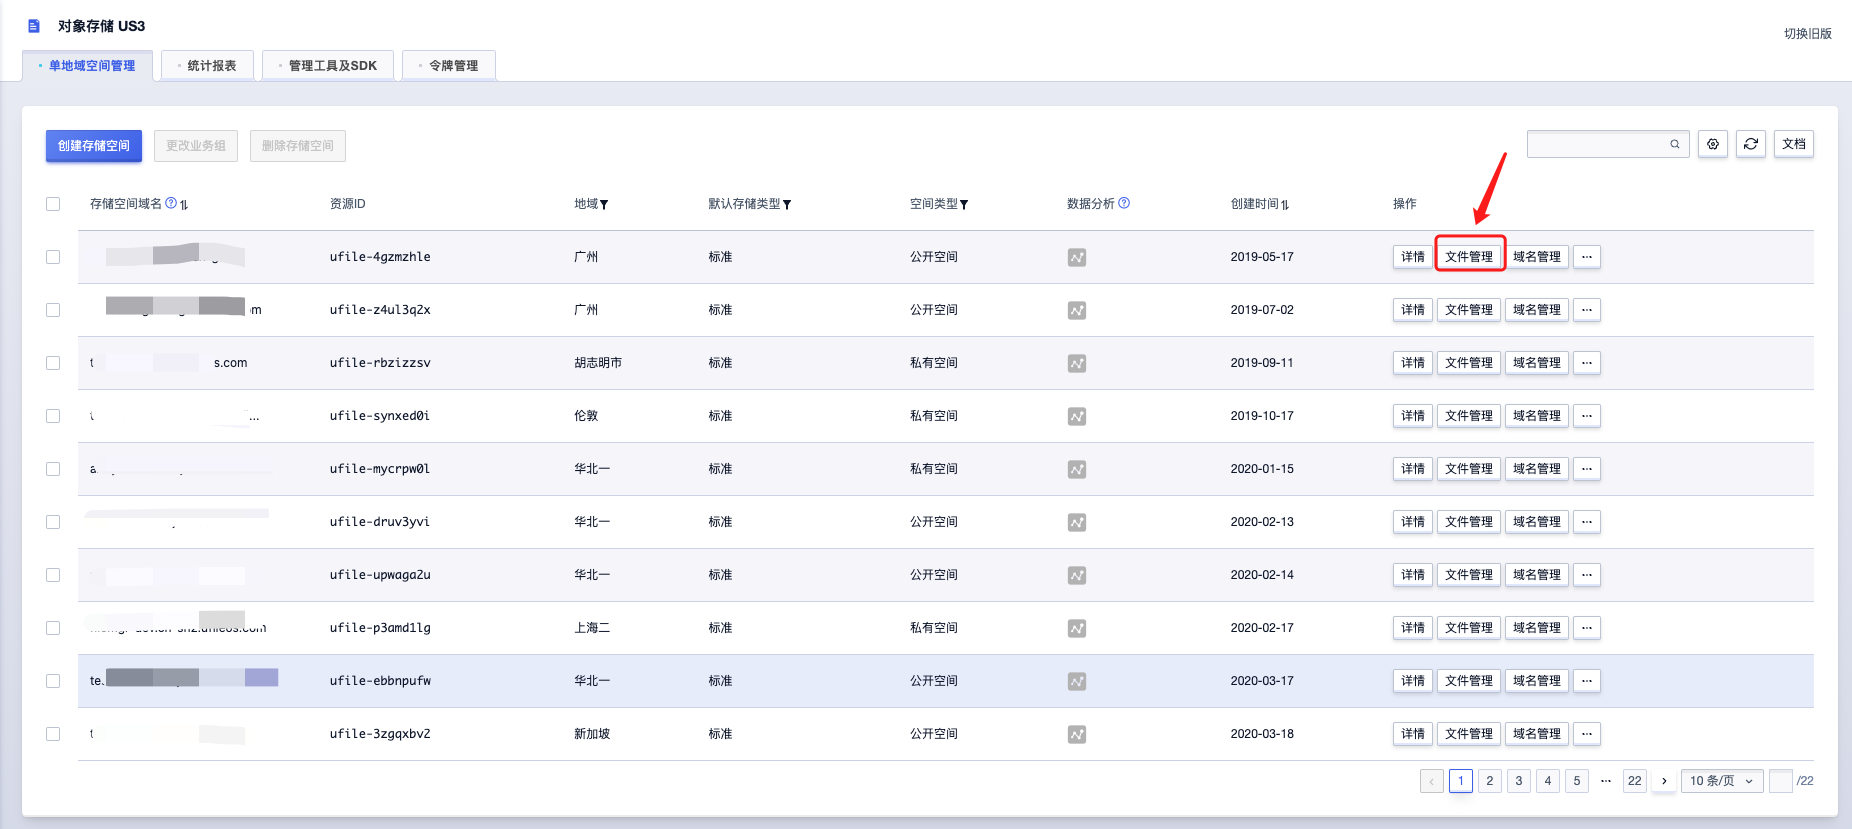 对象存储 US3
切换旧版
单地域空间管理 统计报表 管理工具及SDK 令牌管理
创建存储空间 更改业务组 删除存储空间 文档
存储空间域名 资源ID 地域 默认存储类型 空间类型 数据分析 创建时间 操作
ufile-4gzmzhle 广州 标准 公开空间 2019-05-17 详情 文件管理 域名管理 ...
ufile-z4ul3q2x 广州 标准 公开空间 2019-07-02 详情 文件管理 域名管理 ...
s.com ufile-rbzizzsv 胡志明市 标准 私有空间 2019-09-11 详情 文件管理 域名管理 ...
... ufile-synxed0i 伦敦 标准 私有空间 2019-10-17 详情 文件管理 域名管理 ...
ufile-mycrpw0l 华北一 标准 私有空间 2020-01-15 详情 文件管理 域名管理 ...
ufile-druv3yvi 华北一 标准 公开空间 2020-02-13 详情 文件管理 域名管理 ...
ufile-upwaga2u 华北一 标准 公开空间 2020-02-14 详情 文件管理 域名管理 ...
ufile-p3amd1lg 上海二 标准 私有空间 2020-02-17 详情 文件管理 域名管理 ...
ufile-ebbnpufw 华北一 标准 公开空间 2020-03-17 详情 文件管理 域名管理 ...
ufile-3zgqxbv2 新加坡 标准 公开空间 2020-03-18 详情 文件管理 域名管理 ...
1 2 3 4 5 ... 22 10 条/页 /22